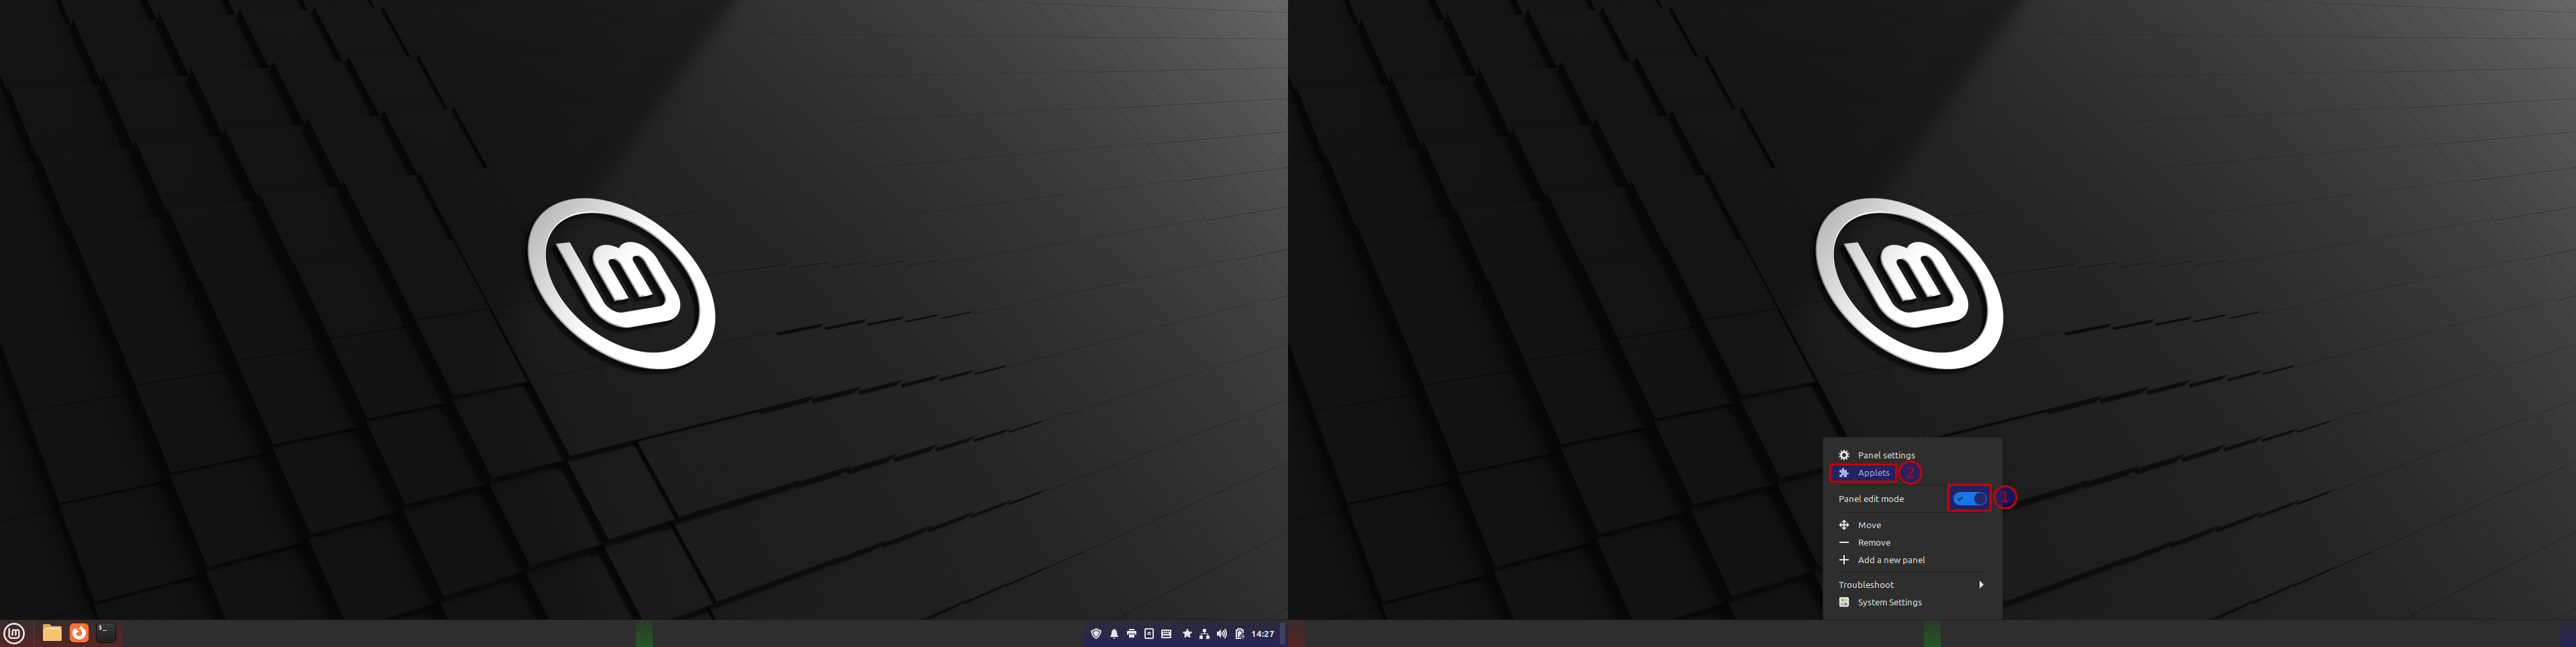 Panel settings
Applets 2
Panel edit mode 1
Move
Remove
Add a new panel
Troubleshoot
System Settings
14:27